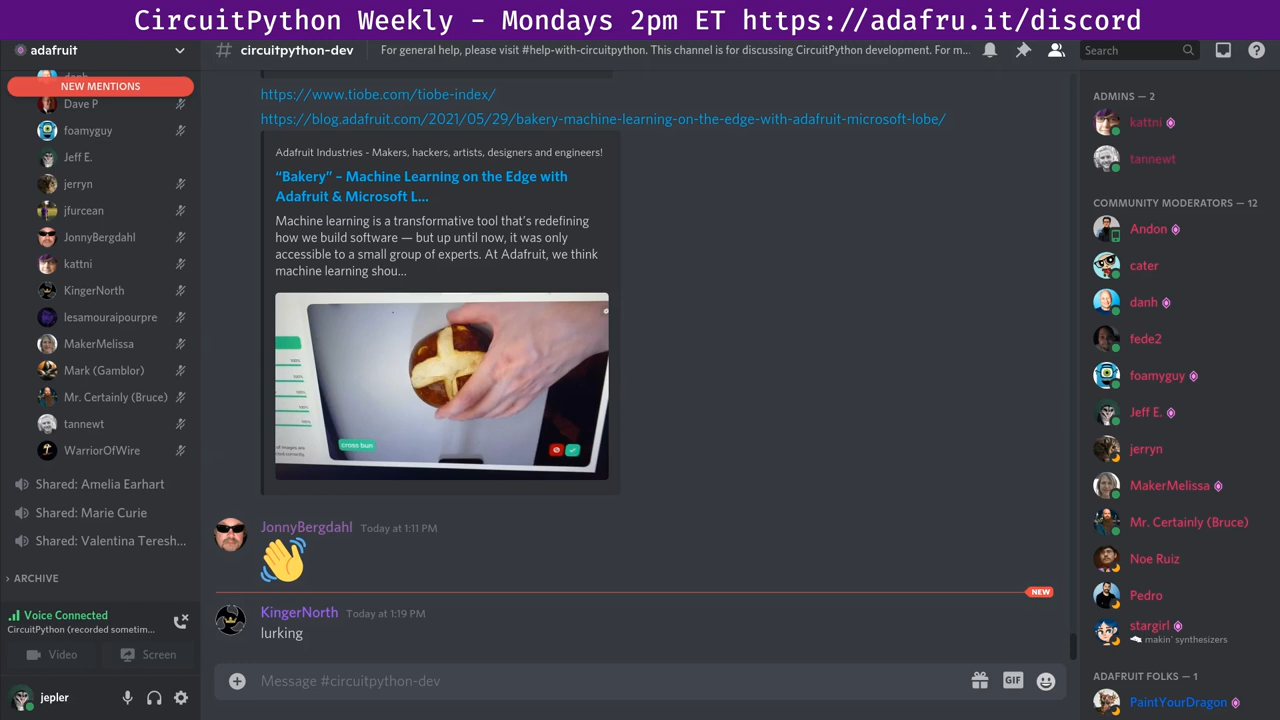 CircuitPython Weekly - Mondays 2pm ET https://adafru.it/discord
adafruit
NEW MENTIONS
Dave P
foamyguy
Jeff E.
jerryn
jfurcean
JonnyBergdahl
kattni
KingerNorth
lesamouraipourpre
MakerMelissa
Mark (Gamblor)
Mr. Certainly (Bruce)
tannewt
WarriorOfWire
Shared: Amelia Earhart
Shared: Marie Curie
Shared: Valentina Teresh...
ARCHIVE
Voice Connected
CircuitPython (recorded sometim...
Video
Screen
jepler
# circuitpython-dev
For general help, please visit #help-with-circuitpython. This channel is for discussing CircuitPython development. For m...
Search
https://www.tiobe.com/tiobe-index/
https://blog.adafruit.com/2021/05/29/bakery-machine-learning-on-the-edge-with-adafruit-microsoft-lobe/
Adafruit Industries - Makers, hackers, artists, designers and engineers!
“Bakery” – Machine Learning on the Edge with
Adafruit & Microsoft L...
Machine learning is a transformative tool that’s redefining
how we build software — but up until now, it was only
accessible to a small group of experts. At Adafruit, we think
machine learning shou...
100%
100%
100%
100%
cross bun
JonnyBergdahl Today at 1:11 PM
NEW
KingerNorth Today at 1:19 PM
lurking
Message #circuitpython-dev
GIF
ADMINS — 2
kattni
tannewt
COMMUNITY MODERATORS — 12
Andon
cater
danh
fede2
foamyguy
Jeff E.
jerryn
MakerMelissa
Mr. Certainly (Bruce)
Noe Ruiz
Pedro
stargirl
makin' synthesizers
ADAFRUIT FOLKS — 1
PaintYourDragon